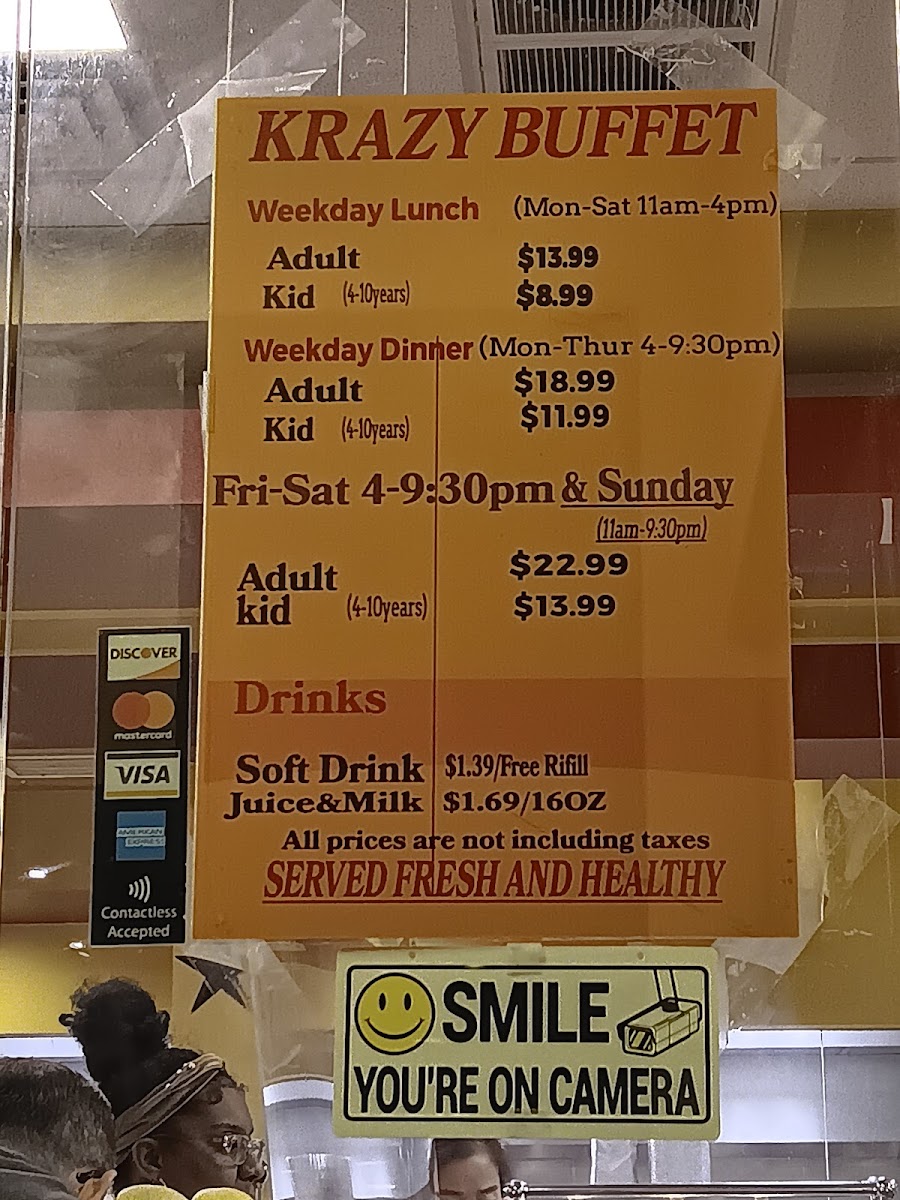 KRAZY BUFFET
Weekday Lunch (Mon-Sat 11am-4pm)
Adult $13.99
Kid (4-10years) $8.99
Weekday Dinner (Mon-Thur 4-9:30pm)
Adult $18.99
Kid (4-10years) $11.99
Fri-Sat 4-9:30pm & Sunday
(11am-9:30pm)
Adult $22.99
kid (4-10years) $13.99
Drinks
Soft Drink $1.39/Free Rifill
Juice&Milk $1.69/16OZ
All prices are not including taxes
SERVED FRESH AND HEALTHY
DISCOVER
mastercard
VISA
AMERICAN
EXPRESS
Contactless
Accepted
SMILE
YOU'RE ON CAMERA